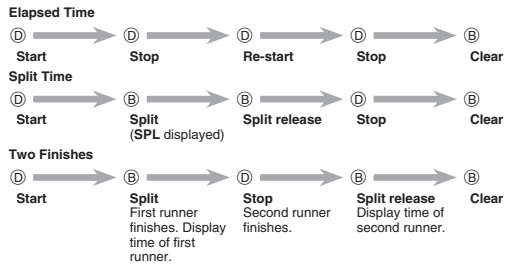 Elapsed Time
Ⓓ Ⓓ Ⓓ Ⓓ Ⓑ
Start Stop Re-start Stop Clear
Split Time
Ⓓ Ⓑ Ⓑ Ⓓ Ⓑ
Start Split Split release Stop Clear
(SPL displayed)
Two Finishes
Ⓓ Ⓑ Ⓓ Ⓑ Ⓑ
Start Split Stop Split release Clear
First runner Second runner Display time of
finishes. Display finishes. second runner.
time of first
runner.